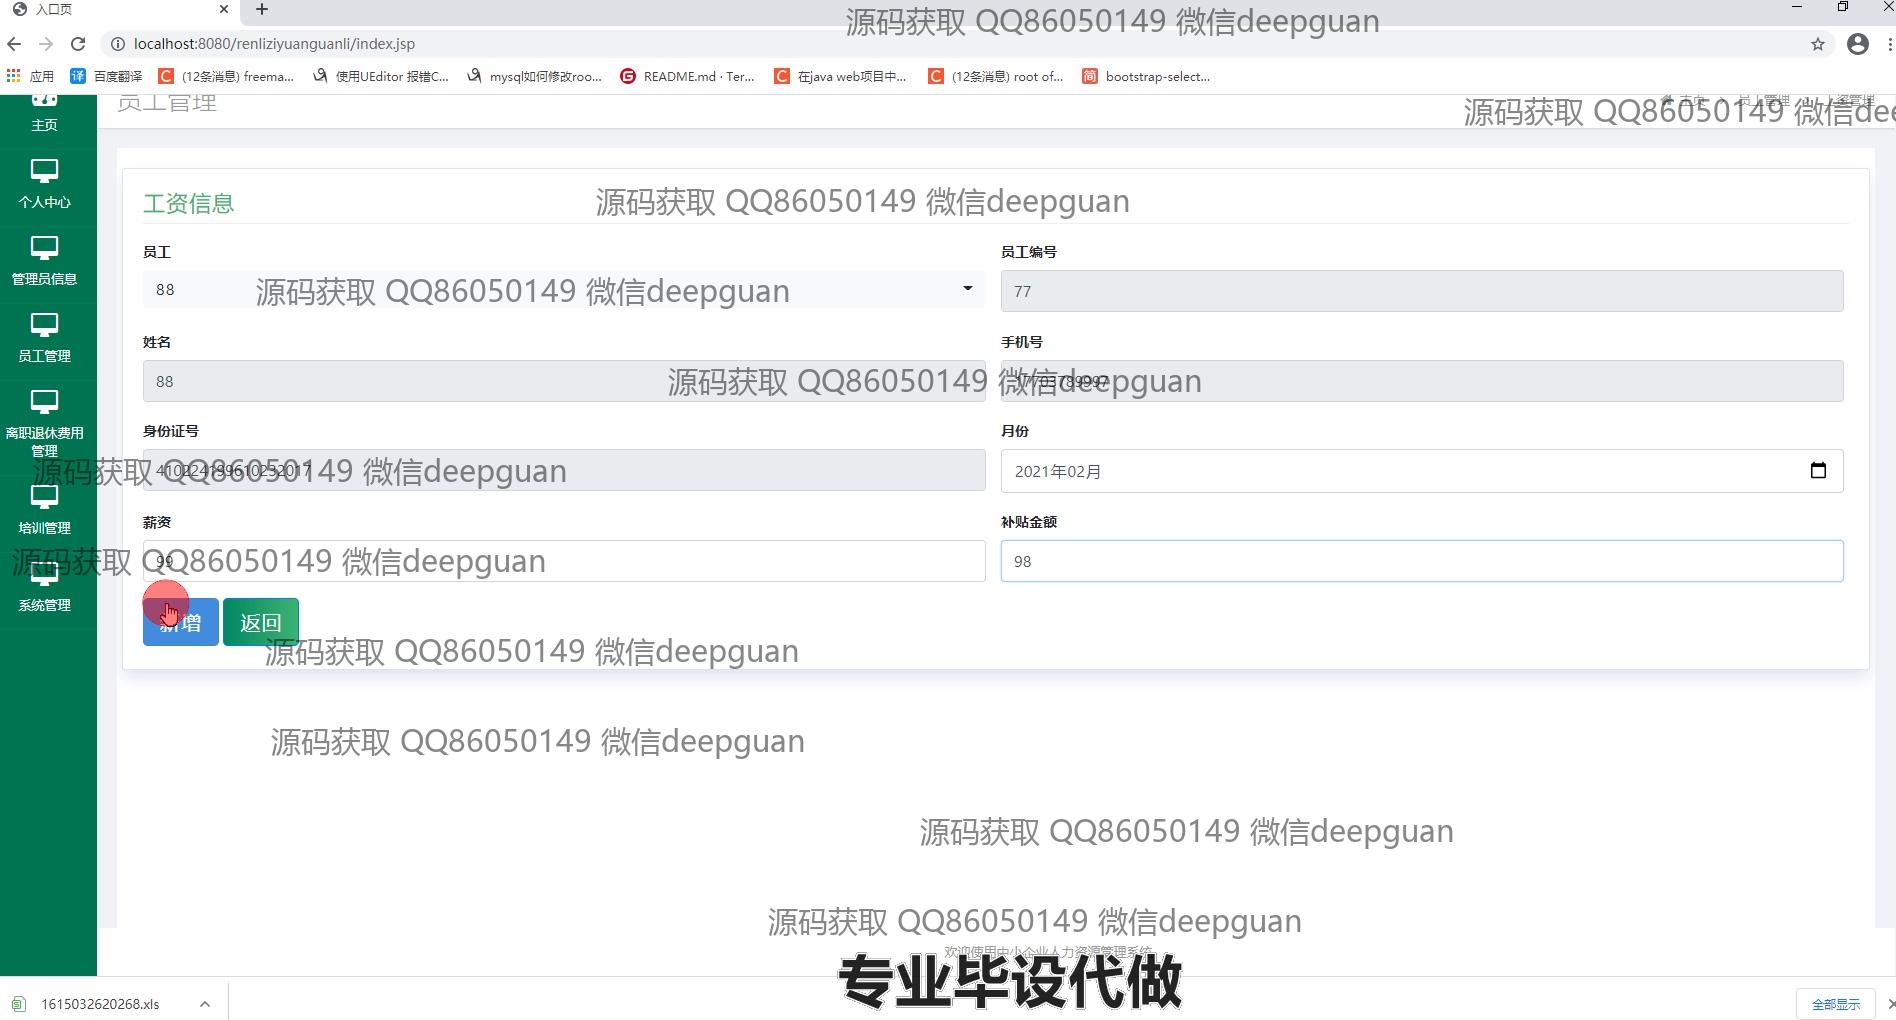 入口页
源码获取 QQ86050149 微信deepguan
localhost:8080/renliziyuanguanli/index.jsp
应用
百度翻译
(12条消息) freema...
使用UEditor 报错C...
mysql如何修改roo...
README.md · Ter...
在java web项目中...
(12条消息) root of...
bootstrap-select...
员工管理
主页 员工管理 工资管理
源码获取 QQ86050149 微信dee
主页
个人中心
管理员信息
员工管理
离职退休费用
管理
培训管理
系统管理
工资信息
源码获取 QQ86050149 微信deepguan
员工
员工编号
88
源码获取 QQ86050149 微信deepguan
77
姓名
手机号
88
源码获取 QQ86050149 微信deepguan
17703789997
身份证号
月份
410224199610232017
源码获取 QQ86050149 微信deepguan
2021年02月
薪资
补贴金额
99
源码获取 QQ86050149 微信deepguan
98
新增
返回
源码获取 QQ86050149 微信deepguan
源码获取 QQ86050149 微信deepguan
源码获取 QQ86050149 微信deepguan
源码获取 QQ86050149 微信deepguan
欢迎使用中小企业人力资源管理系统
专业毕设代做
1615032620268.xls
全部显示